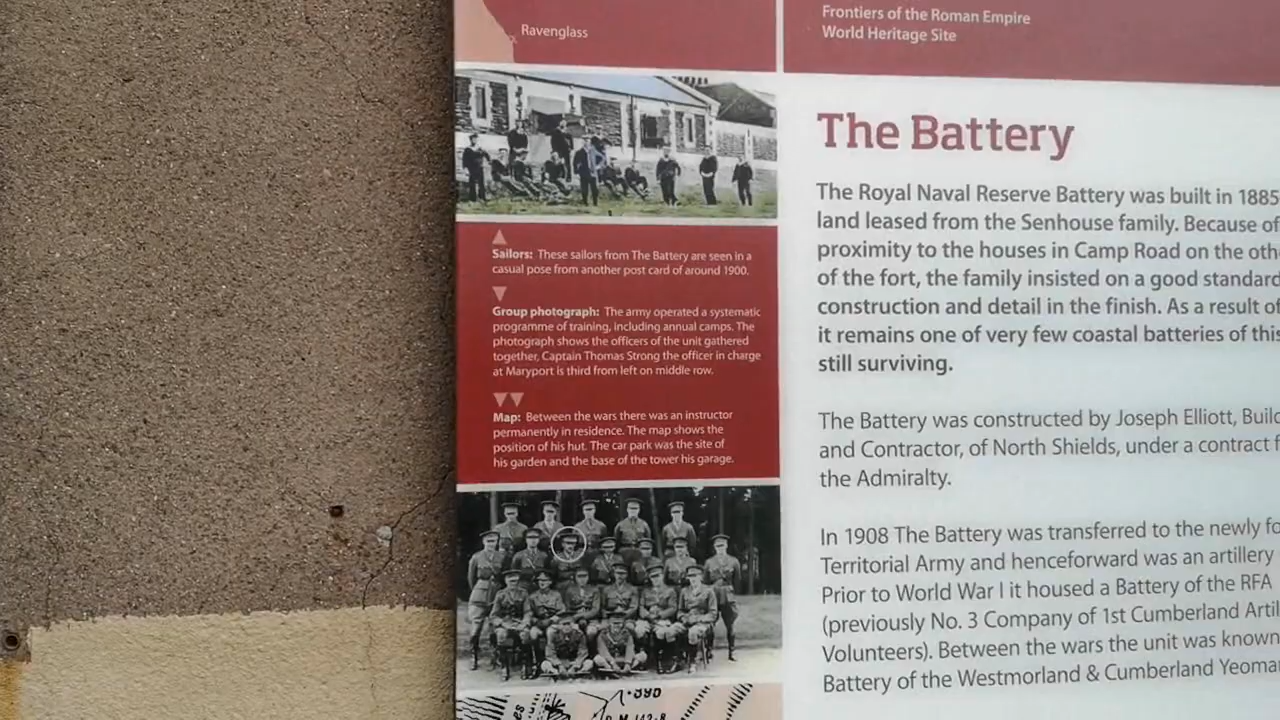 Ravenglass
Frontiers of the Roman Empire
World Heritage Site
Sailors: These sailors from The Battery are seen in a
casual pose from another post card of around 1900.
Group photograph: The army operated a systematic
programme of training, including annual camps. The
photograph shows the officers of the unit gathered
together, Captain Thomas Strong the officer in charge
at Maryport is third from left on middle row.
Map: Between the wars there was an instructor
permanently in residence. The map shows the
position of his hut. The car park was the site of
his garden and the base of the tower his garage.
The Battery
The Royal Naval Reserve Battery was built in 1885
land leased from the Senhouse family. Because of
proximity to the houses in Camp Road on the oth
of the fort, the family insisted on a good standard
construction and detail in the finish. As a result of
it remains one of very few coastal batteries of this
still surviving.
The Battery was constructed by Joseph Elliott, Build
and Contractor, of North Shields, under a contract f
the Admiralty.
In 1908 The Battery was transferred to the newly fo
Territorial Army and henceforward was an artillery
Prior to World War I it housed a Battery of the RFA
(previously No. 3 Company of 1st Cumberland Artil
Volunteers). Between the wars the unit was known
Battery of the Westmorland & Cumberland Yeoma